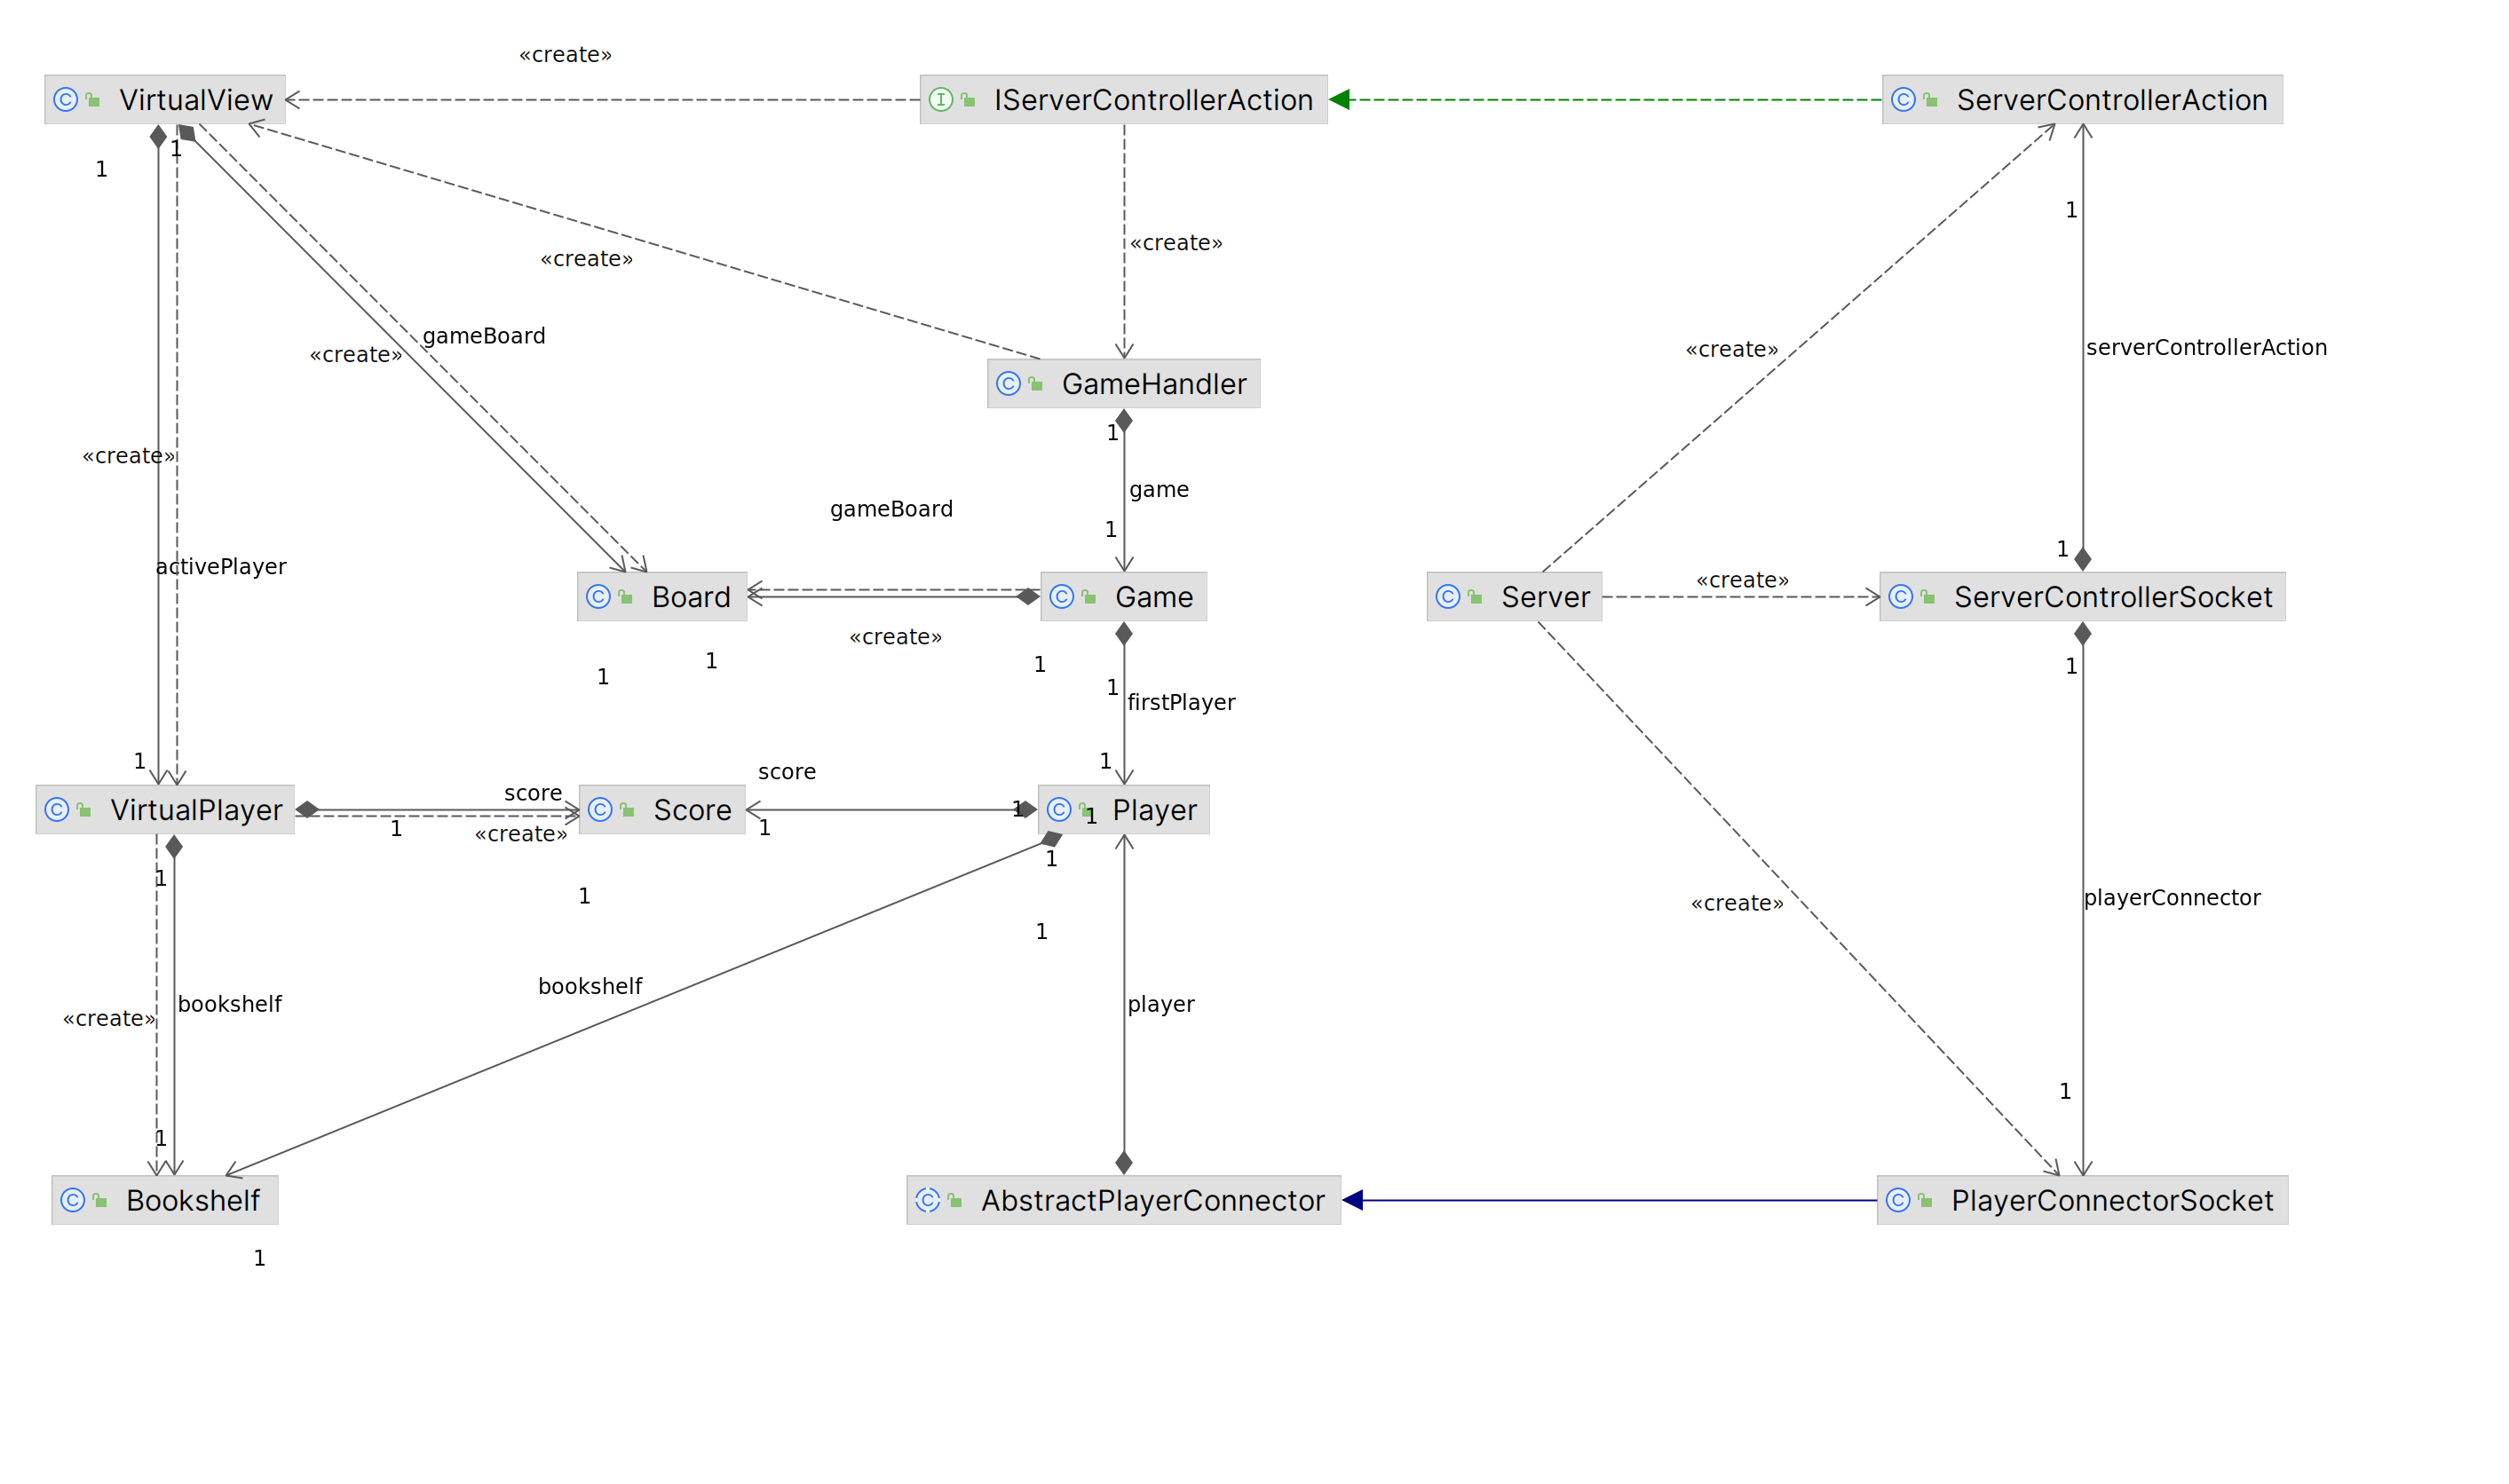 «create»
VirtualView
IServerControllerAction
ServerControllerAction
1
1
1
«create»
«create»
gameBoard
«create»
«create»
serverControllerAction
GameHandler
1
«create»
game
gameBoard
1
1
activePlayer
«create»
Board
Game
Server
ServerControllerSocket
«create»
1
1
1
1
1
firstPlayer
1
1
score
score
VirtualPlayer
Score
1
Player
1
1
1
«create»
1
1
1
playerConnector
«create»
1
bookshelf
bookshelf
player
«create»
1
1
Bookshelf
AbstractPlayerConnector
PlayerConnectorSocket
1